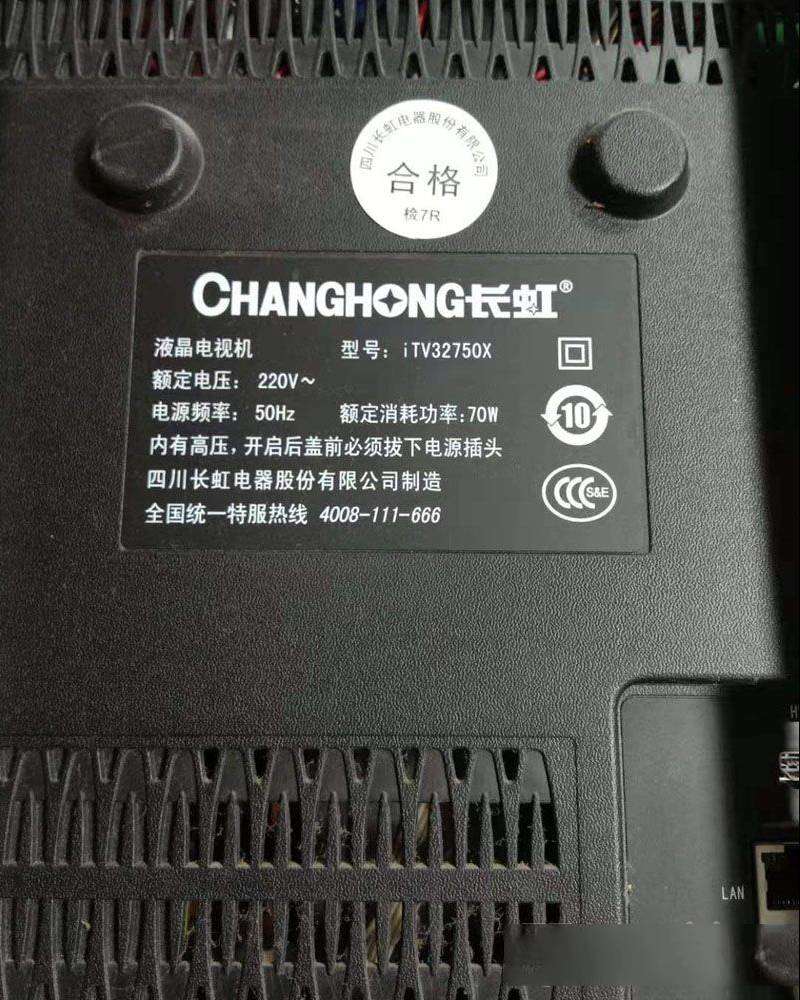 四川长虹电器股份有限公司
合格
检7R
CHANGHONG长虹®
液晶电视机 型号：iTV32750X
额定电压： 220V～
电源频率： 50Hz 额定消耗功率：70W
内有高压，开启后盖前必须拔下电源插头
四川长虹电器股份有限公司制造
全国统一特服热线 4008-111-666
10
CCC S&E
H
LAN